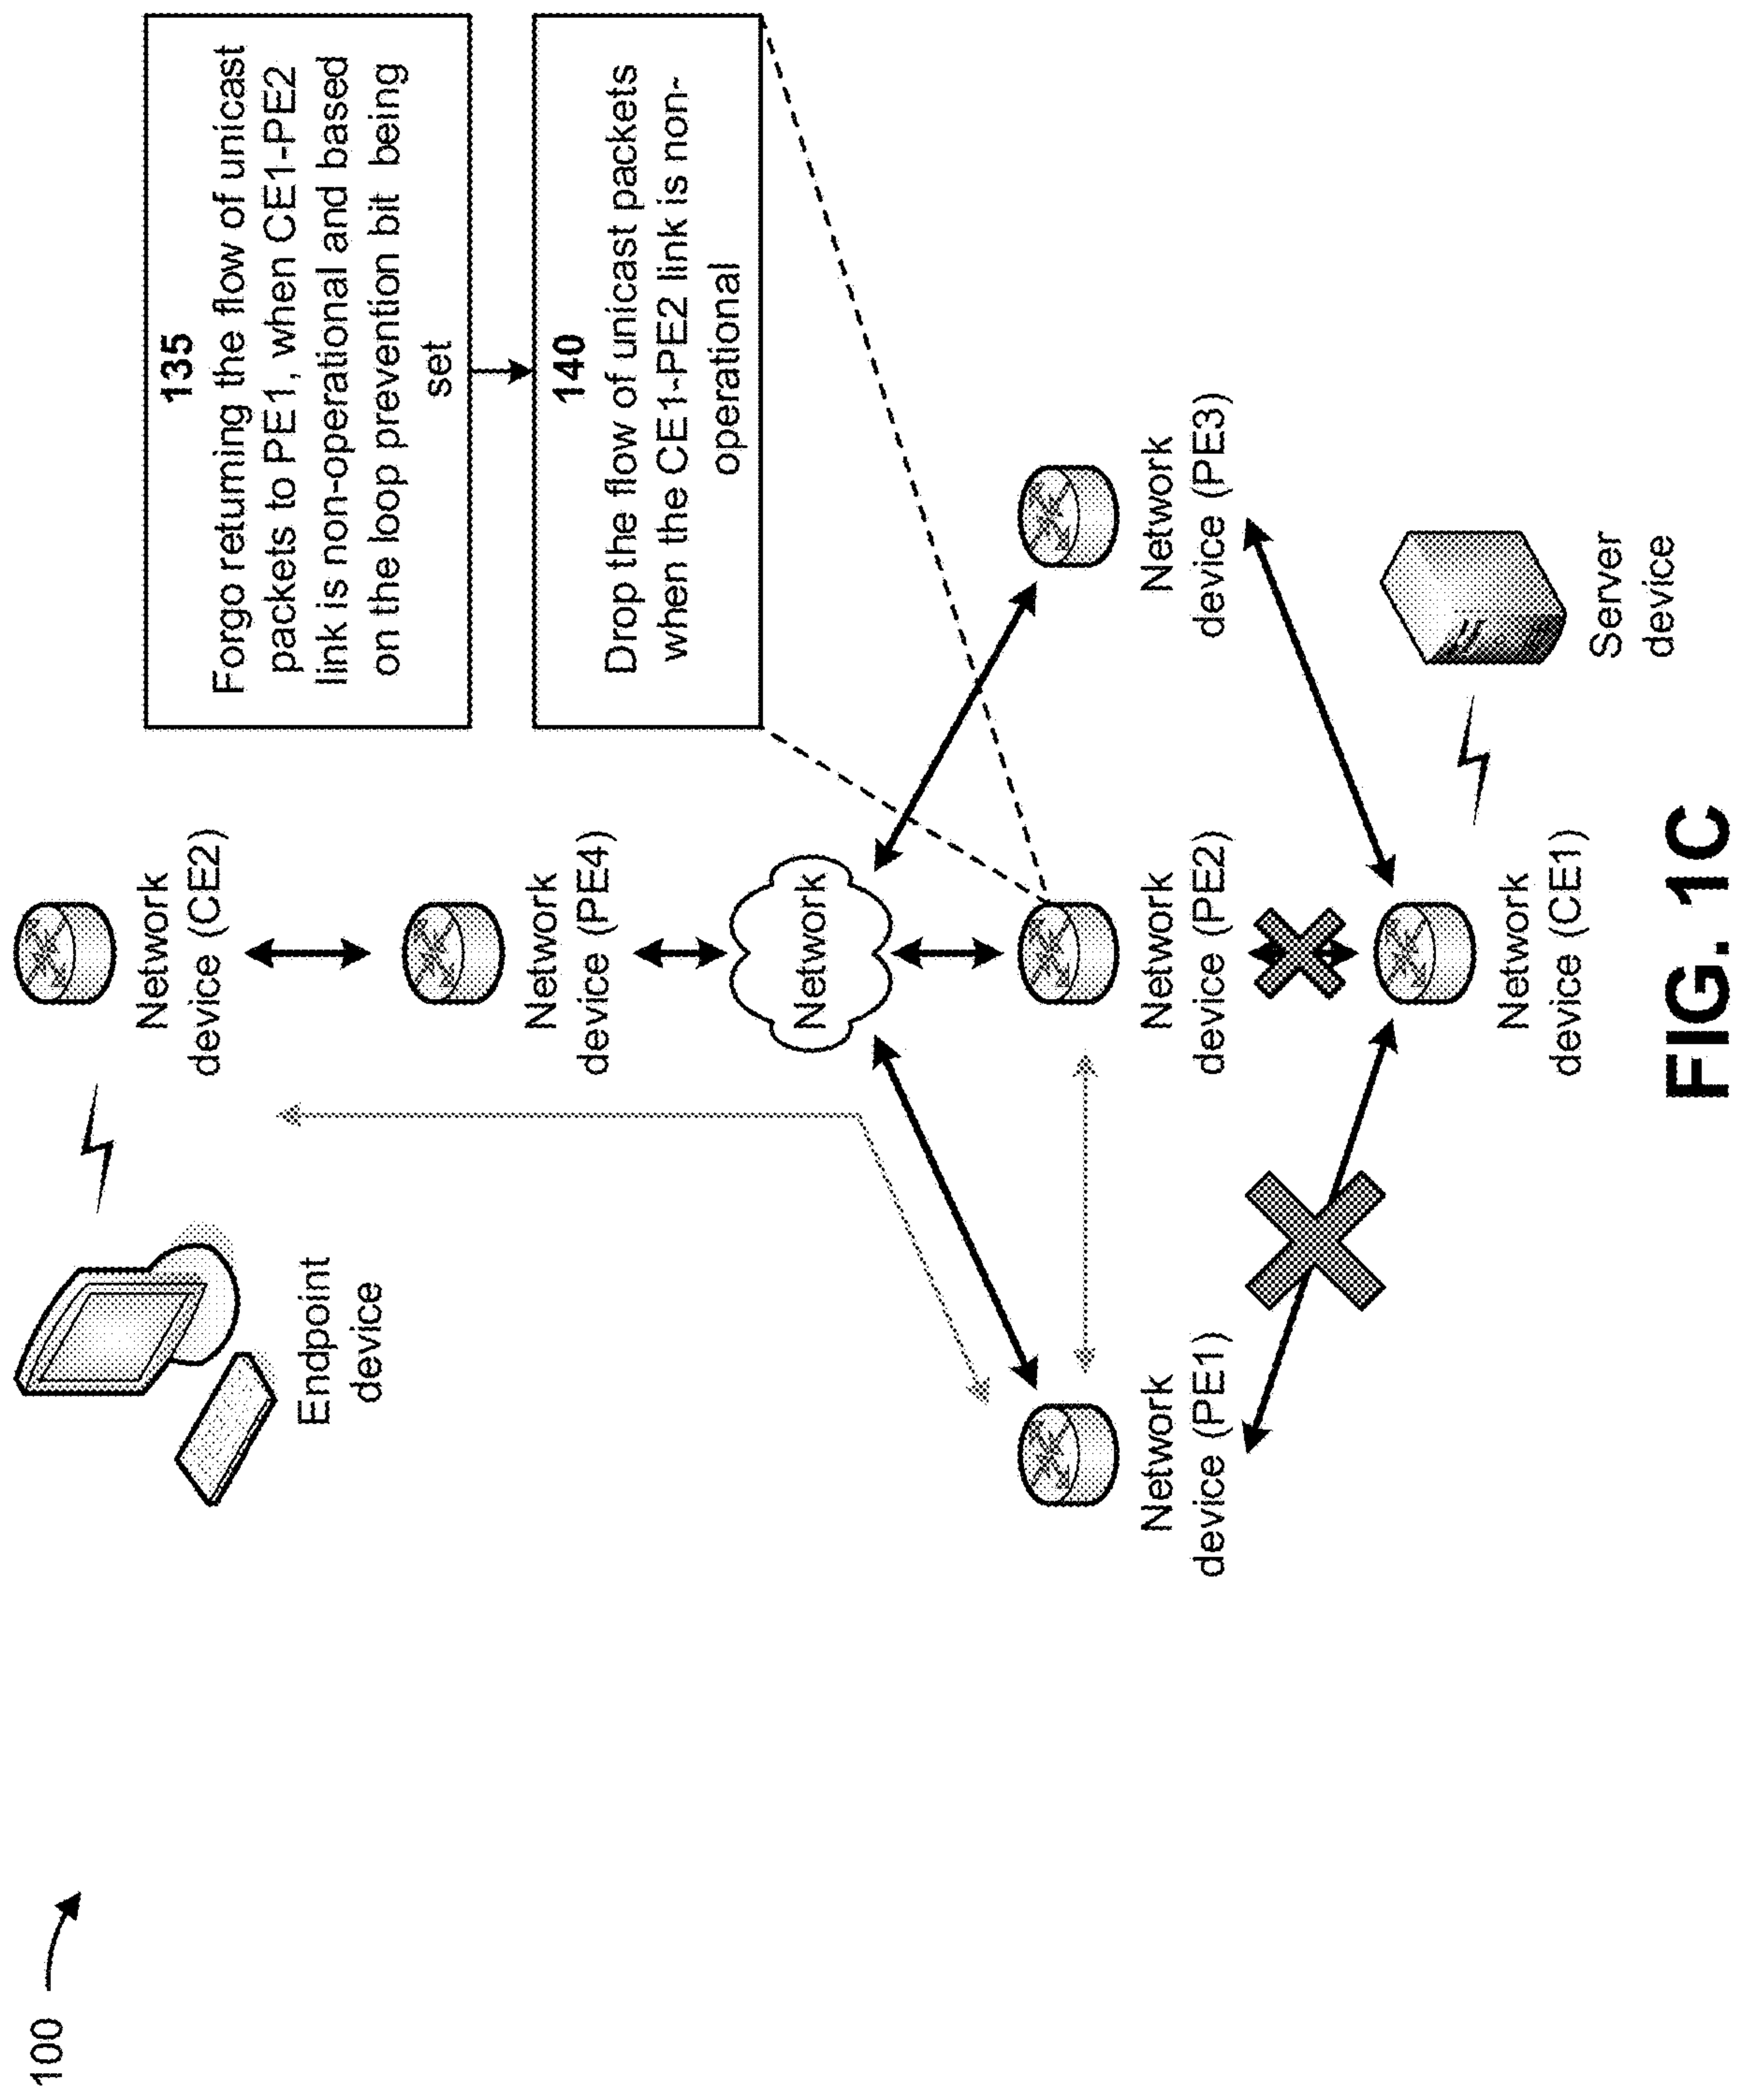 100
135
Forgo returning the flow of unicast
packets to PE1, when CE1-PE2
link is non-operational and based
on the loop prevention bit being
set
140
Drop the flow of unicast packets
when the CE1-PE2 link is non-
operational
Endpoint
device
Network
device (CE2)
Network
device (PE4)
Network
Network
device (PE1)
Network
device (PE2)
Network
device (PE3)
Network
device (CE1)
Server
device
FIG. 1C